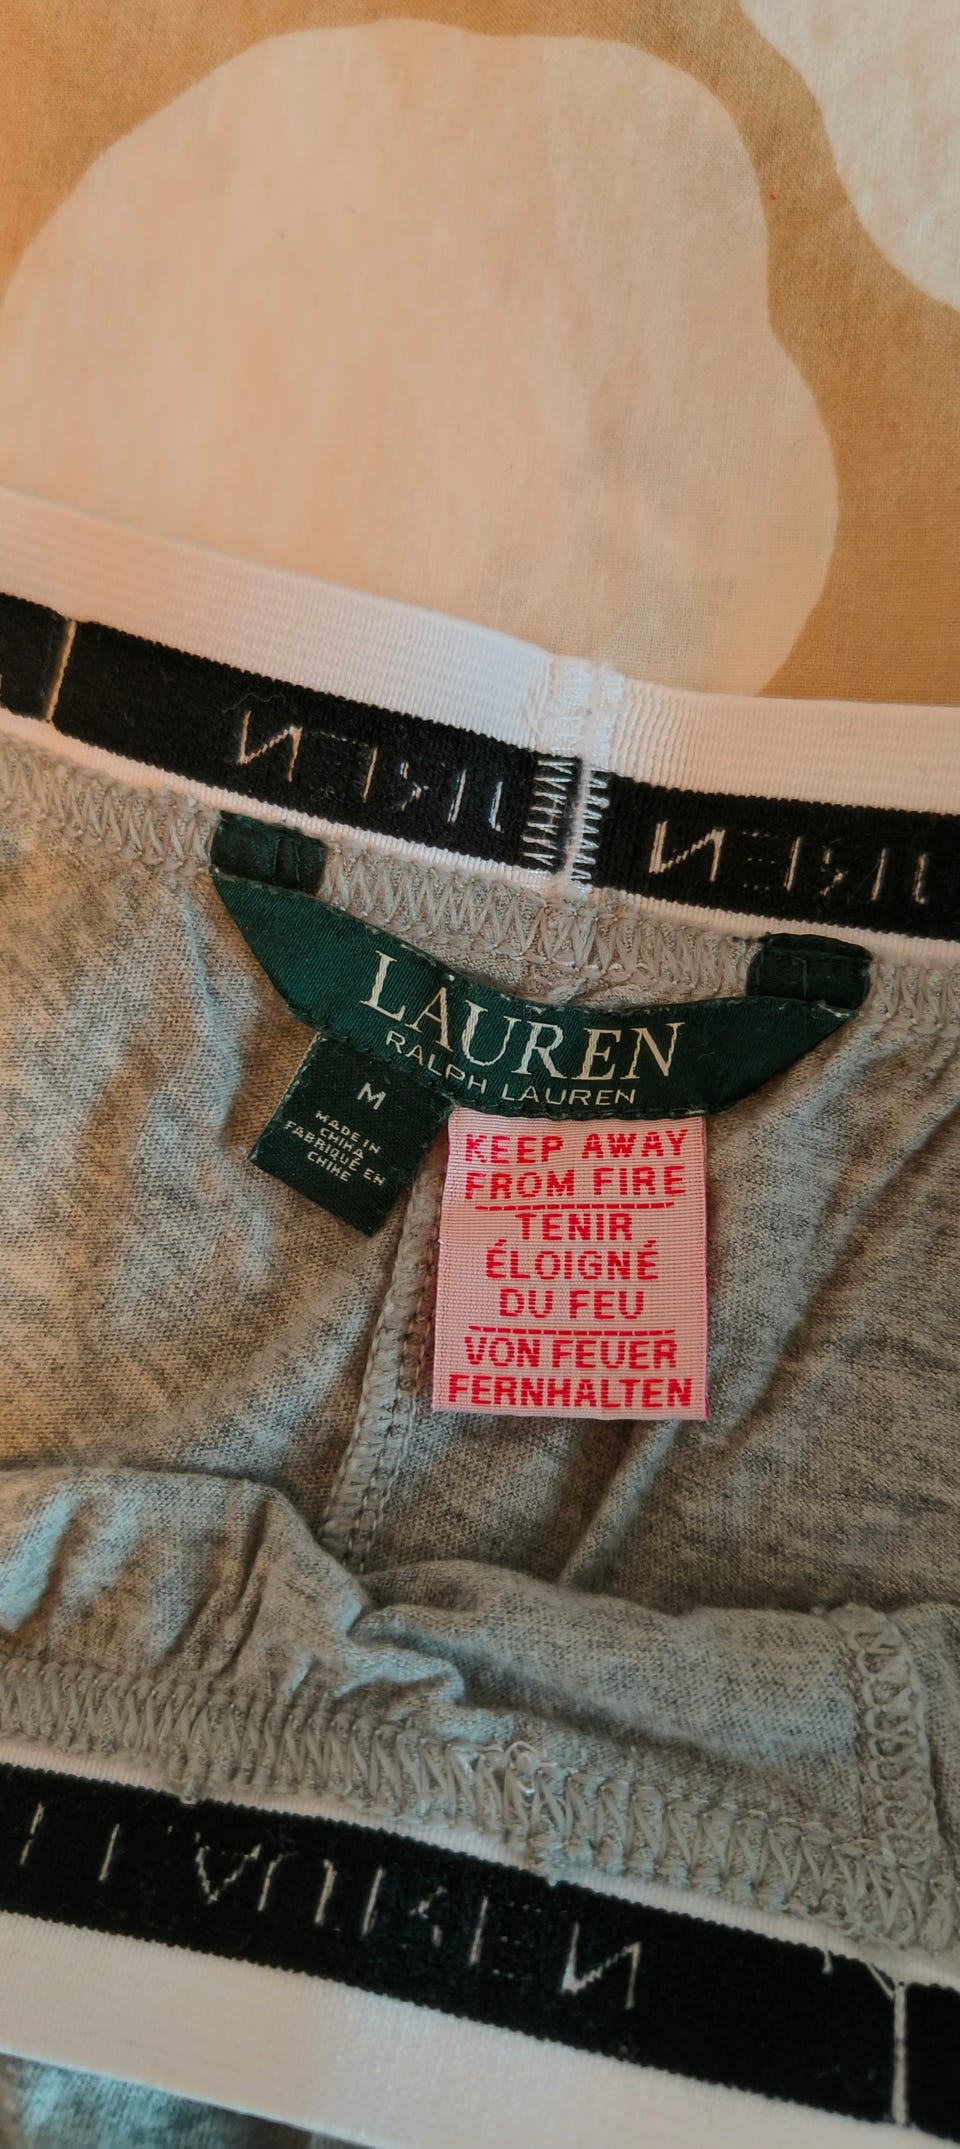 LAUREN
RALPH LAUREN
M
MADE IN
CHINA
FABRIQUÉ EN
CHINE
KEEP AWAY
FROM FIRE
TENIR
ÉLOIGNÉ
DU FEU
VON FEUER
FERNHALTEN